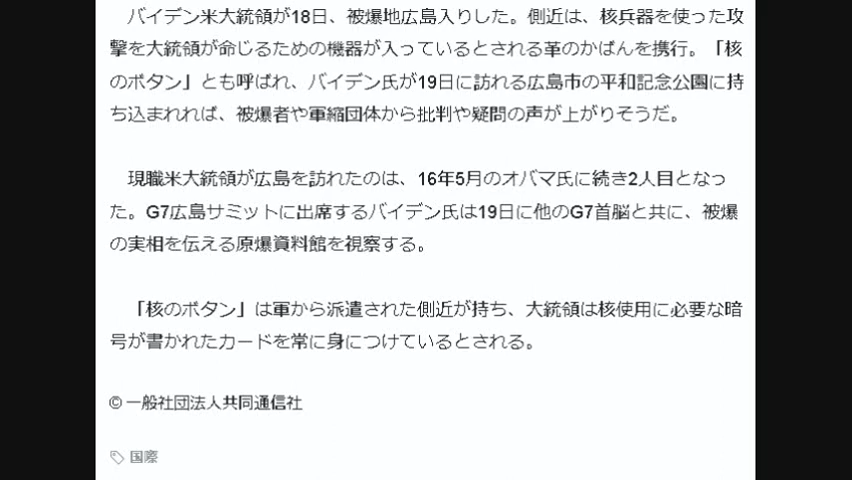 バイデン米大統領が18日、被爆地広島入りした。側近は、核兵器を使った攻
撃を大統領が命じるための機器が入っているとされる革のかばんを携行。「核
のボタン」とも呼ばれ、バイデン氏が19日に訪れる広島市の平和記念公園に持
ち込まれれば、被爆者や軍縮団体から批判や疑問の声が上がりそうだ。
現職米大統領が広島を訪れたのは、16年5月のオバマ氏に続き2人目となっ
た。G7広島サミットに出席するバイデン氏は19日に他のG7首脳と共に、被爆
の実相を伝える原爆資料館を視察する。
「核のボタン」は軍から派遣された側近が持ち、大統領は核使用に必要な暗
号が書かれたカードを常に身につけているとされる。
© 一般社団法人共同通信社
国際